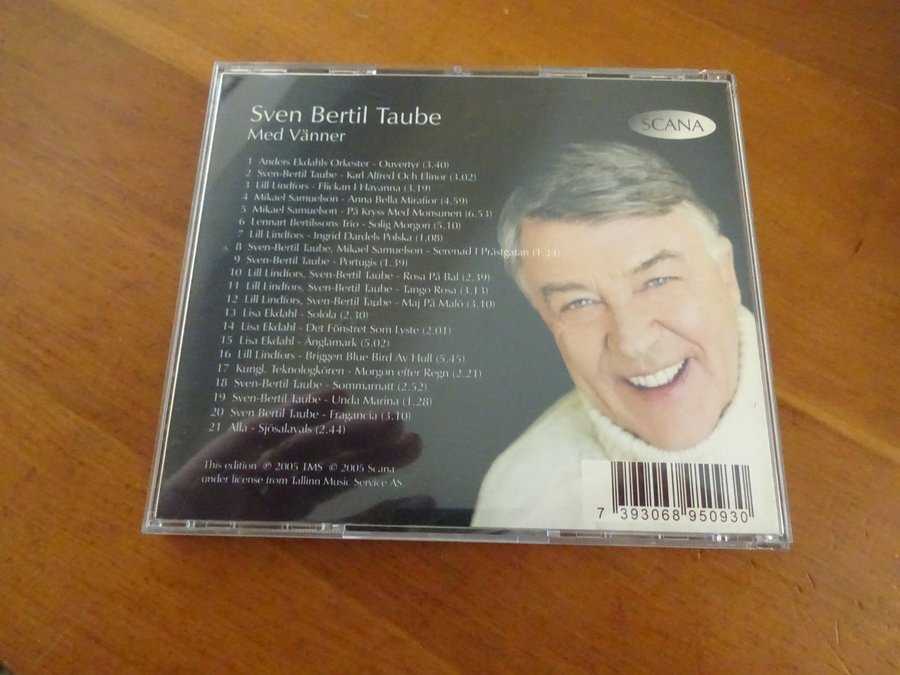 Sven Bertil Taube
Med Vänner
SCANA
1 Anders Ekdahls Orkester - Ouvertyr (3.40)
2 Sven-Bertil Taube - Karl Alfred Och Elinor (3.02)
3 Lill Lindfors - Flickan I Havanna (3.19)
4 Mikael Samuelson - Anna Bella Mirafior (4.59)
5 Mikael Samuelson - På Kryss Med Monsunen (6.53)
6 Lennart Bertilssons Trio - Solig Morgon (5.10)
7 Lill Lindfors - Ingrid Dardels Polska (1.08)
8 Sven-Bertil Taube, Mikael Samuelson - Serenad I Prästgatan (1.34)
9 Sven-Bertil Taube - Portugis (1.39)
10 Lill Lindfors, Sven-Bertil Taube - Rosa På Bal (2.39)
11 Lill Lindfors, Sven-Bertil Taube - Tango Rosa (3.13)
12 Lill Lindfors, Sven-Bertil Taube - Maj På Malö (3.10)
13 Lisa Ekdahl - Solola (2.30)
14 Lisa Ekdahl - Det Fönstret Som Lyste (2.01)
15 Lisa Ekdahl - Änglamark (5.02)
16 Lill Lindfors - Briggen Blue Bird Av Hull (5.45)
17 Kungl. Teknologkören - Morgon efter Regn (2.21)
18 Sven-Bertil Taube - Sommarnatt (2.52)
19 Sven-Bertil Taube - Unda Marina (1.28)
20 Sven Bertil Taube - Fragancia (3.10)
21 Alla - Sjösalavals (2.44)
This edition ℗ 2005 TMS © 2005 Scana
under license from Tallinn Music Service AS.
7 393068 950930